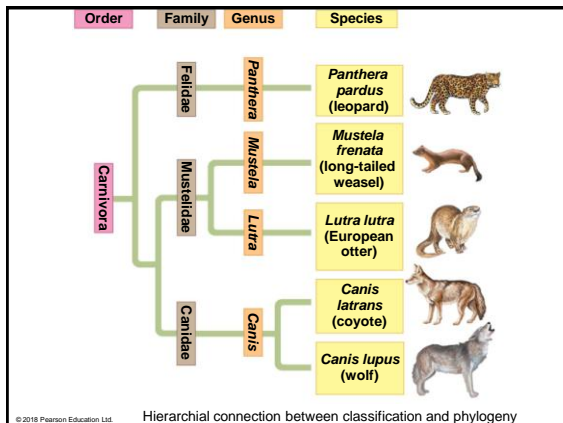 Order Family Genus Species
Felidae
Panthera
Panthera
pardus
(leopard)
Mustela
Mustela
frenata
(long-tailed
weasel)
Carnivora
Mustelidae
Lutra
Lutra lutra
(European
otter)
Canidae
Canis
Canis
latrans
(coyote)
Canis lupus
(wolf)
© 2018 Pearson Education Ltd.
Hierarchial connection between classification and phylogeny